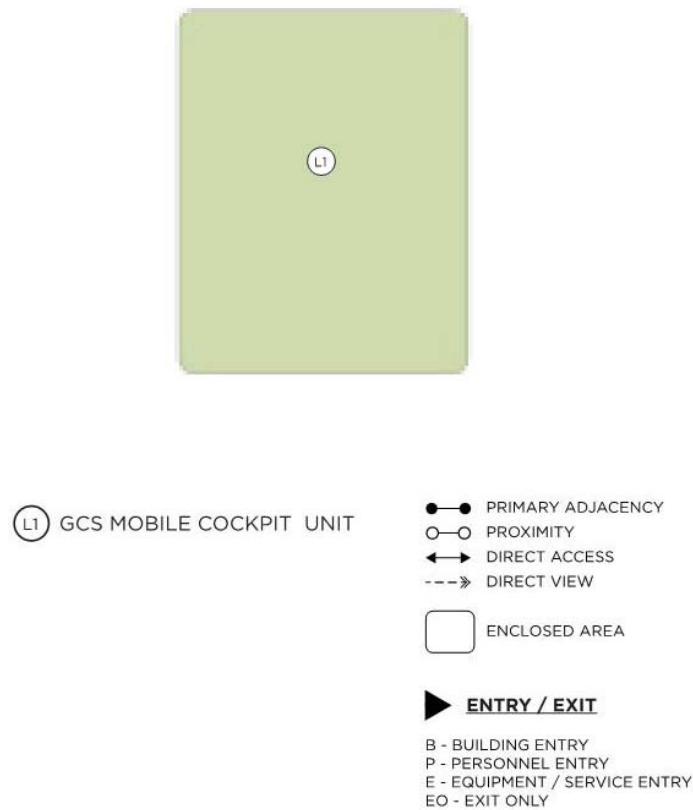 L1
L1 GCS MOBILE COCKPIT UNIT
PRIMARY ADJACENCY
PROXIMITY
DIRECT ACCESS
DIRECT VIEW
ENCLOSED AREA
ENTRY / EXIT
B - BUILDING ENTRY
P - PERSONNEL ENTRY
E - EQUIPMENT / SERVICE ENTRY
EO - EXIT ONLY